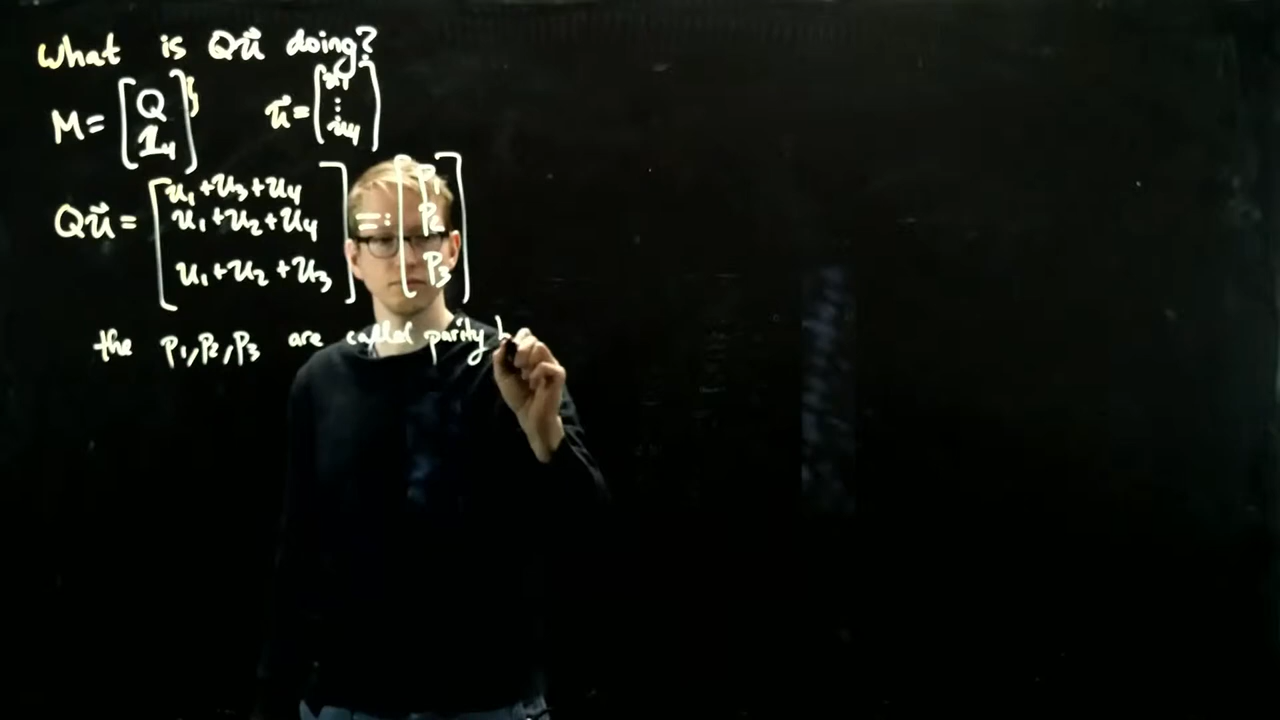 What is Qu⃗ doing?
M = [Q 1₄]} u⃗ = (u₁ ⋮ u₄)
Qu⃗ = [u₁+u₃+u₄
u₁+u₂+u₄
u₁+u₂+u₃] =: [p₁ p₂ p₃]
the p₁,p₂,p₃ are called parity b